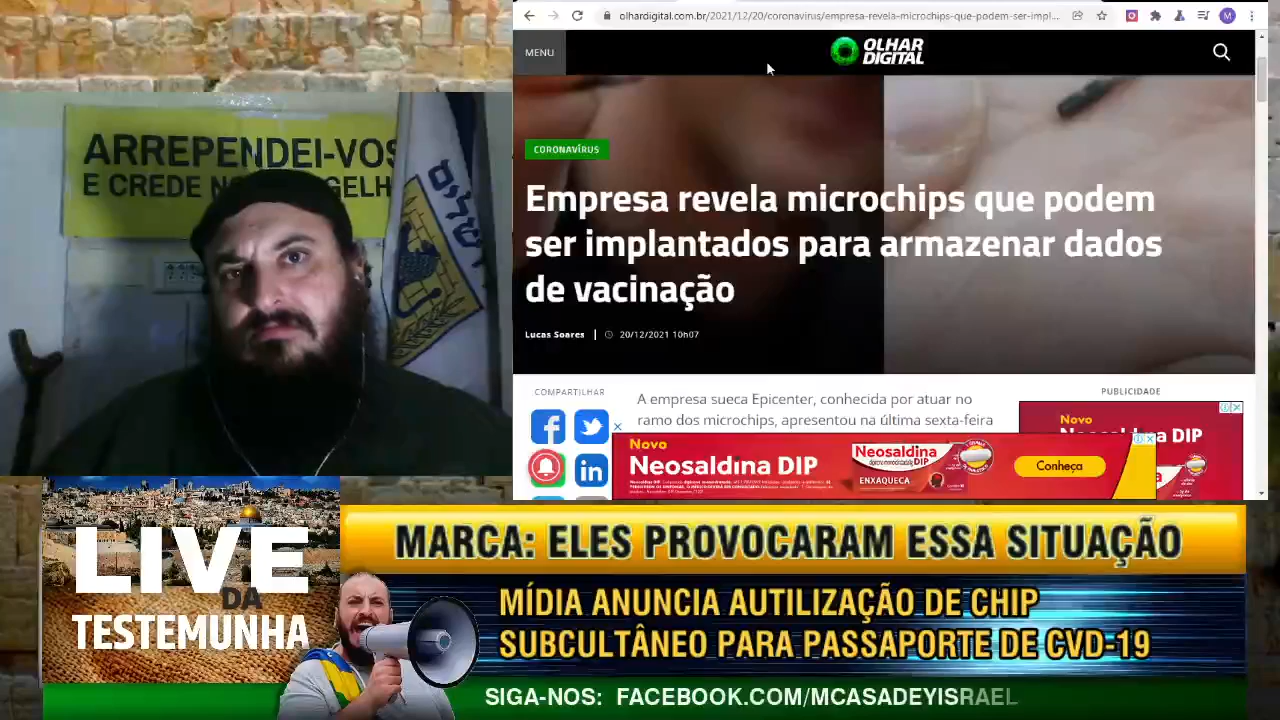 olhardigital.com.br/2021/12/20/coronavirus/empresa-revela-microchips-que-podem-ser-impl...
MENU
OLHAR
DIGITAL
ARREPENDEI-VOS
E CREDE
ירושלים
CORONAVÍRUS
Empresa revela microchips que podem
ser implantados para armazenar dados
de vacinação
Lucas Soares
20/12/2021 10h07
COMPARTILHAR
A empresa sueca Epicenter, conhecida por atuar no
ramo dos microchips, apresentou na última sexta-feira
PUBLICIDADE
Novo
DIP
Novo
Neosaldina DIP
Neosaldina DIP
ENXAQUECA
Conheça
LIVE
DA
TESTEMUNHA
MARCA: ELES PROVOCARAM ESSA SITUAÇÃO
MÍDIA ANUNCIA AUTILIZAÇÃO DE CHIP
SUBCULTÂNEO PARA PASSAPORTE DE CVD-19
SIGA-NOS: FACEBOOK.COM/MCASADEYISRAEL